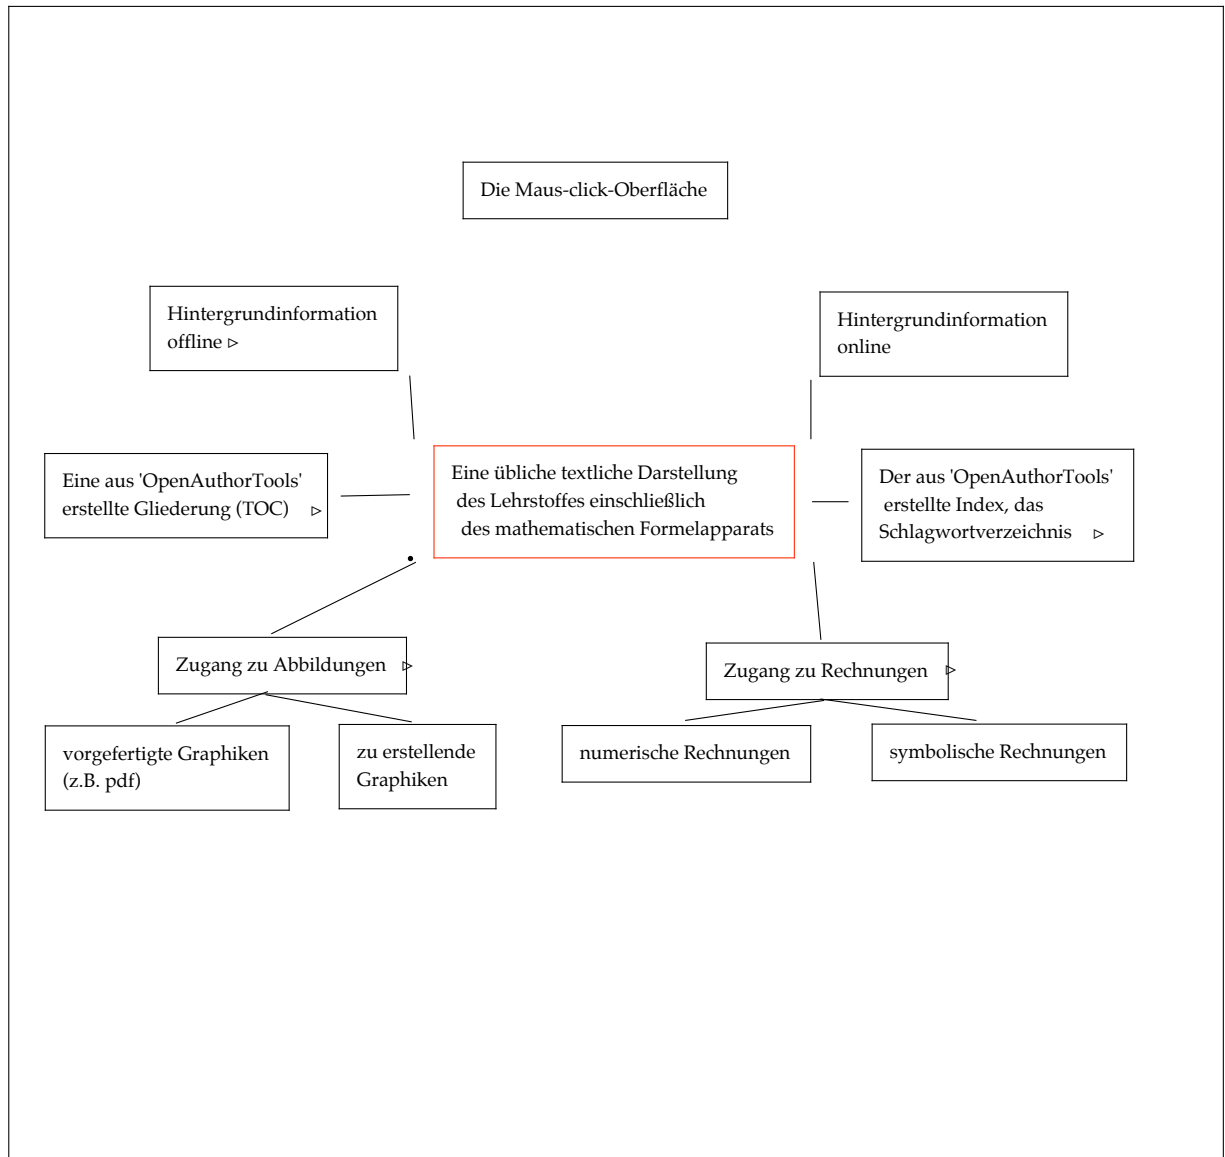 Die Maus-click-Oberfläche
Hintergrundinformation
offline ▹
Hintergrundinformation
online
Eine aus 'OpenAuthorTools'
erstellte Gliederung (TOC) ▹
Eine übliche textliche Darstellung
des Lehrstoffes einschließlich
des mathematischen Formelapparats
Der aus 'OpenAuthorTools'
erstellte Index, das
Schlagwortverzeichnis ▹
Zugang zu Abbildungen ▹
Zugang zu Rechnungen ▹
vorgefertigte Graphiken
(z.B. pdf)
zu erstellende
Graphiken
numerische Rechnungen
symbolische Rechnungen